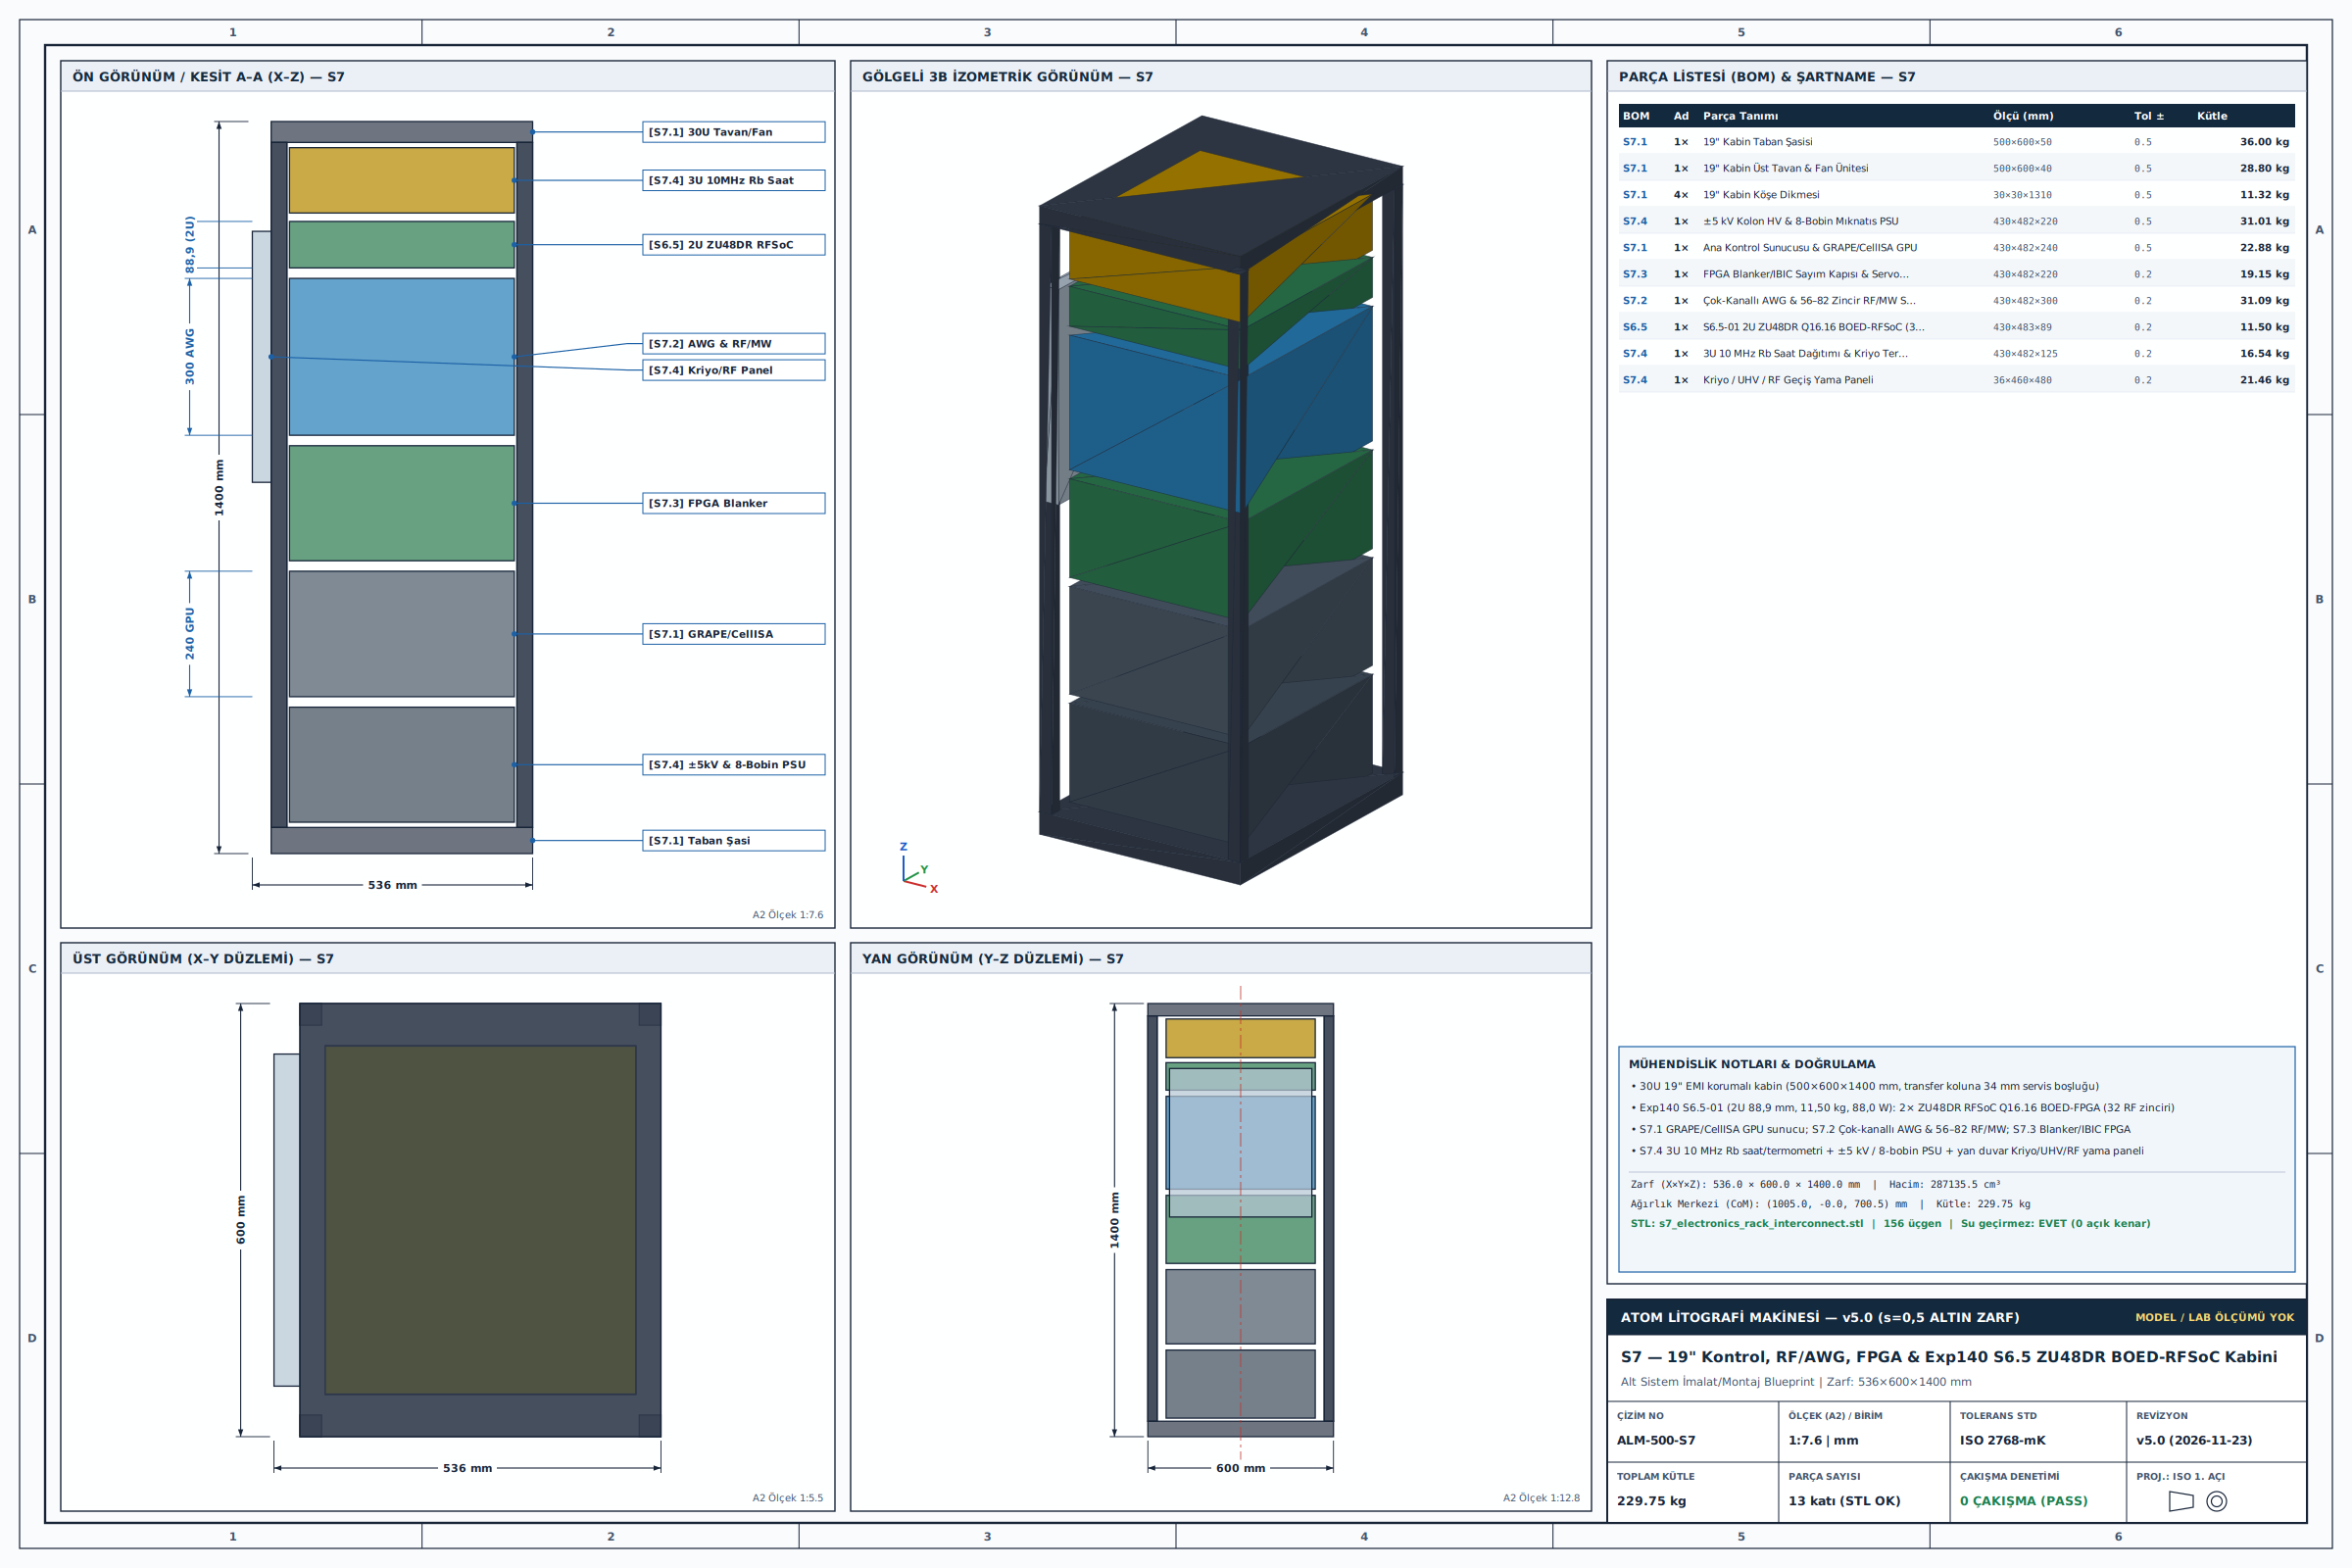 1 2 3 4 5 6
A A
B B
C C
D D
ÖN GÖRÜNÜM / KESİT A–A (X–Z) — S7
[S7.1] 30U Tavan/Fan
[S7.4] 3U 10MHz Rb Saat
[S6.5] 2U ZU48DR RFSoC
[S7.2] AWG & RF/MW
[S7.4] Kriyo/RF Panel
[S7.3] FPGA Blanker
[S7.1] GRAPE/CellISA
[S7.4] ±5kV & 8-Bobin PSU
[S7.1] Taban Şasi
88,9 (2U)
300 AWG
240 GPU
1400 mm
536 mm
A2 Ölçek 1:7.6
GÖLGELİ 3B İZOMETRİK GÖRÜNÜM — S7
Z
Y
X
ÜST GÖRÜNÜM (X–Y DÜZLEMİ) — S7
600 mm
536 mm
A2 Ölçek 1:5.5
YAN GÖRÜNÜM (Y–Z DÜZLEMİ) — S7
1400 mm
600 mm
A2 Ölçek 1:12.8
PARÇA LİSTESİ (BOM) & ŞARTNAME — S7
BOM Ad Parça Tanımı Ölçü (mm) Tol ± Kütle
S7.1 1× 19" Kabin Taban Şasisi 500×600×50 0.5 36.00 kg
S7.1 1× 19" Kabin Üst Tavan & Fan Ünitesi 500×600×40 0.5 28.80 kg
S7.1 4× 19" Kabin Köşe Dikmesi 30×30×1310 0.5 11.32 kg
S7.4 1× ±5 kV Kolon HV & 8-Bobin Mıknatıs PSU 430×482×220 0.5 31.01 kg
S7.1 1× Ana Kontrol Sunucusu & GRAPE/CellISA GPU 430×482×240 0.5 22.88 kg
S7.3 1× FPGA Blanker/IBIC Sayım Kapısı & Servo... 430×482×220 0.2 19.15 kg
S7.2 1× Çok-Kanallı AWG & 56–82 Zincir RF/MW S... 430×482×300 0.2 31.09 kg
S6.5 1× S6.5-01 2U ZU48DR Q16.16 BOED-RFSoC (3... 430×483×89 0.2 11.50 kg
S7.4 1× 3U 10 MHz Rb Saat Dağıtımı & Kriyo Ter... 430×482×125 0.2 16.54 kg
S7.4 1× Kriyo / UHV / RF Geçiş Yama Paneli 36×460×480 0.2 21.46 kg
MÜHENDİSLİK NOTLARI & DOĞRULAMA
• 30U 19" EMI korumalı kabin (500×600×1400 mm, transfer koluna 34 mm servis boşluğu)
• Exp140 S6.5-01 (2U 88,9 mm, 11,50 kg, 88,0 W): 2× ZU48DR RFSoC Q16.16 BOED-FPGA (32 RF zinciri)
• S7.1 GRAPE/CellISA GPU sunucu; S7.2 Çok-kanallı AWG & 56–82 RF/MW; S7.3 Blanker/IBIC FPGA
• S7.4 3U 10 MHz Rb saat/termometri + ±5 kV / 8-bobin PSU + yan duvar Kriyo/UHV/RF yama paneli
Zarf (X×Y×Z): 536.0 × 600.0 × 1400.0 mm | Hacim: 287135.5 cm³
Ağırlık Merkezi (CoM): (1005.0, -0.0, 700.5) mm | Kütle: 229.75 kg
STL: s7_electronics_rack_interconnect.stl | 156 üçgen | Su geçirmez: EVET (0 açık kenar)
ATOM LİTOGRAFİ MAKİNESİ — v5.0 (s=0,5 ALTIN ZARF) MODEL / LAB ÖLÇÜMÜ YOK
S7 — 19" Kontrol, RF/AWG, FPGA & Exp140 S6.5 ZU48DR BOED-RFSoC Kabini
Alt Sistem İmalat/Montaj Blueprint | Zarf: 536×600×1400 mm
ÇİZİM NO ÖLÇEK (A2) / BİRİM TOLERANS STD REVİZYON
ALM-500-S7 1:7.6 | mm ISO 2768-mK v5.0 (2026-11-23)
TOPLAM KÜTLE PARÇA SAYISI ÇAKIŞMA DENETİMİ PROJ.: ISO 1. AÇI
229.75 kg 13 katı (STL OK) 0 ÇAKIŞMA (PASS)
1 2 3 4 5 6